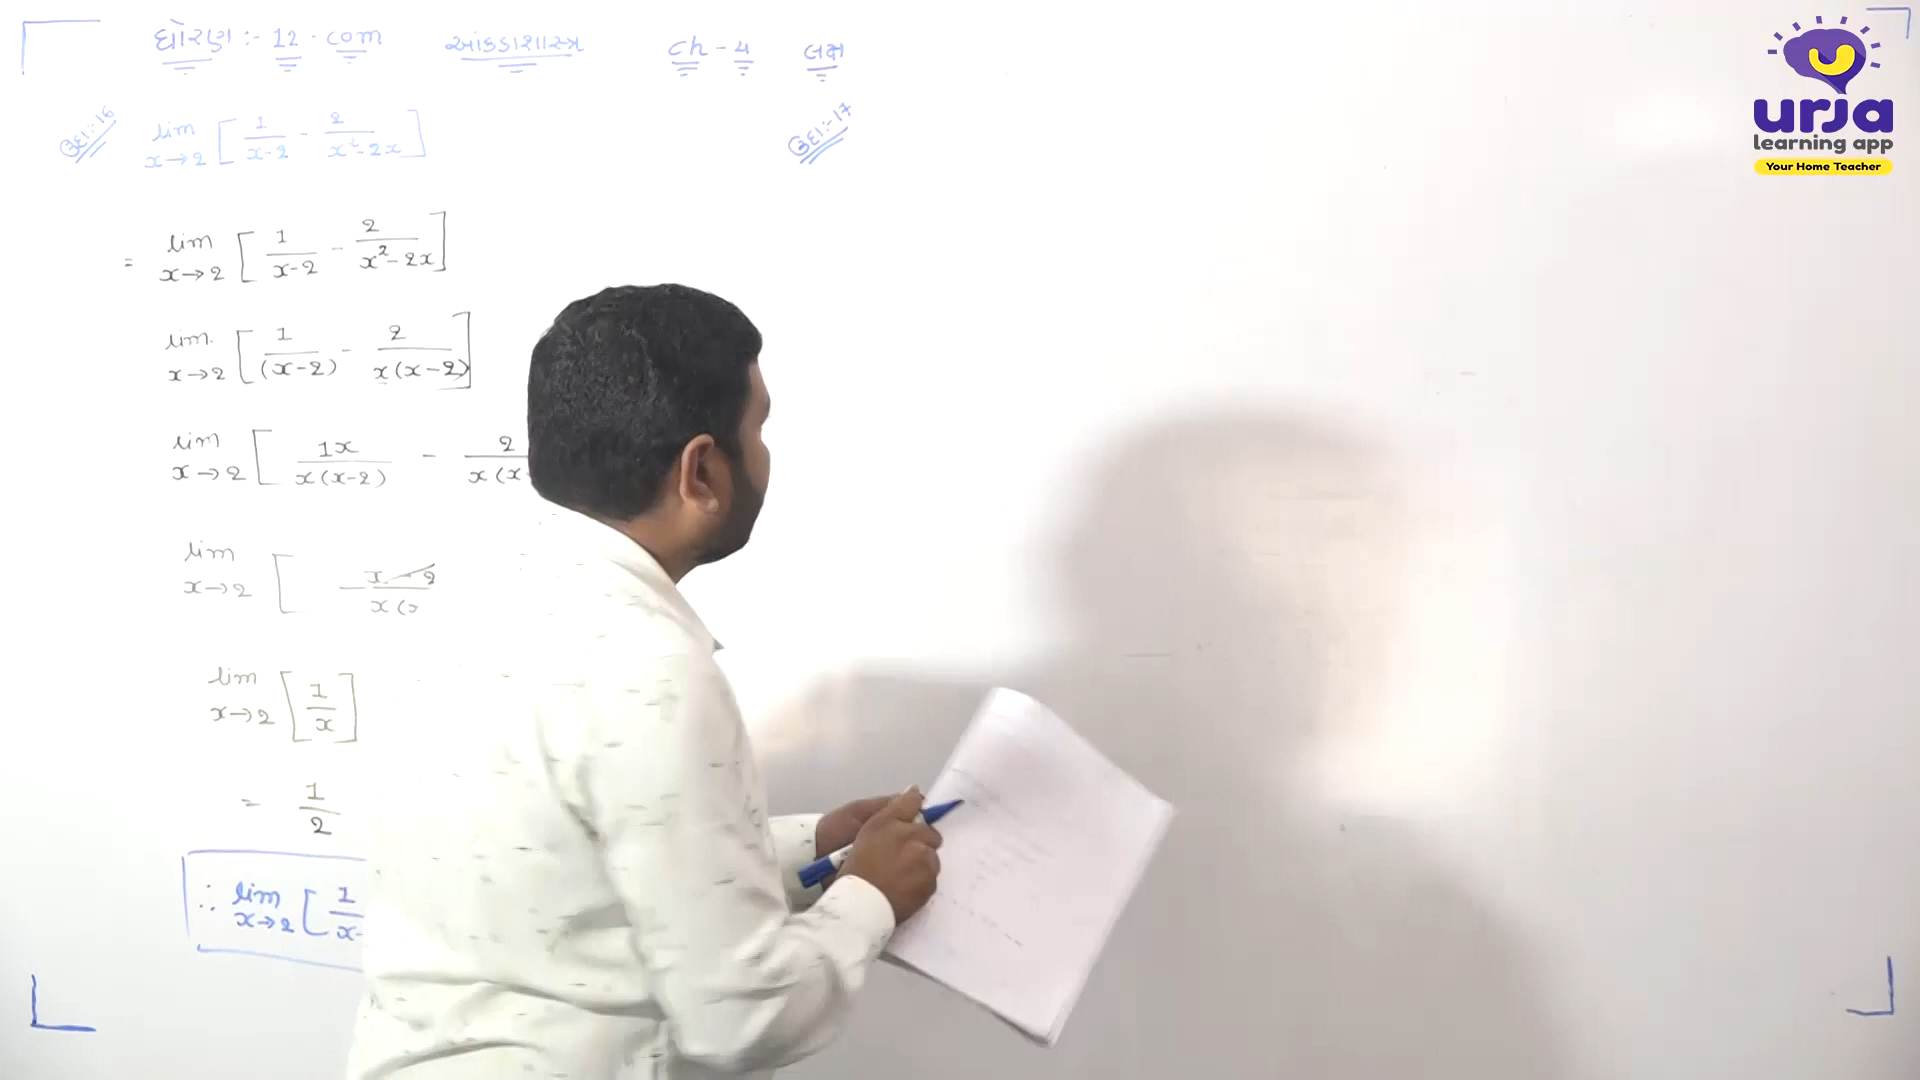 ધોરણ :- 12 - com આંકડાશાસ્ત્ર Ch - 4 લક્ષ
ઉદા:-16 lim x→2 [ 1/(x-2) - 2/(x²-2x) ]
ઉદા:-17
= lim x→2 [ 1/(x-2) - 2/(x²-2x) ]
lim x→2 [ 1/(x-2) - 2/(x(x-2)) ]
lim x→2 [ 1x/(x(x-2)) - 2/(x(x
lim x→2 [ x-2/(x(
lim x→2 [ 1/x ]
= 1/2
∴ lim x→2 [ 1/(x-
urja
learning app
Your Home Teacher